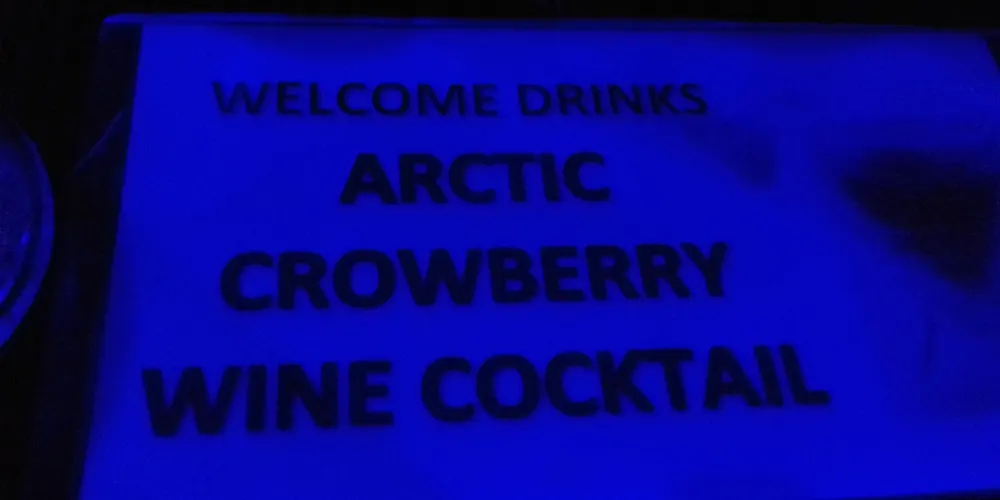 WELCOME DRINKS
ARCTIC
CROWBERRY
WINE COCKTAIL